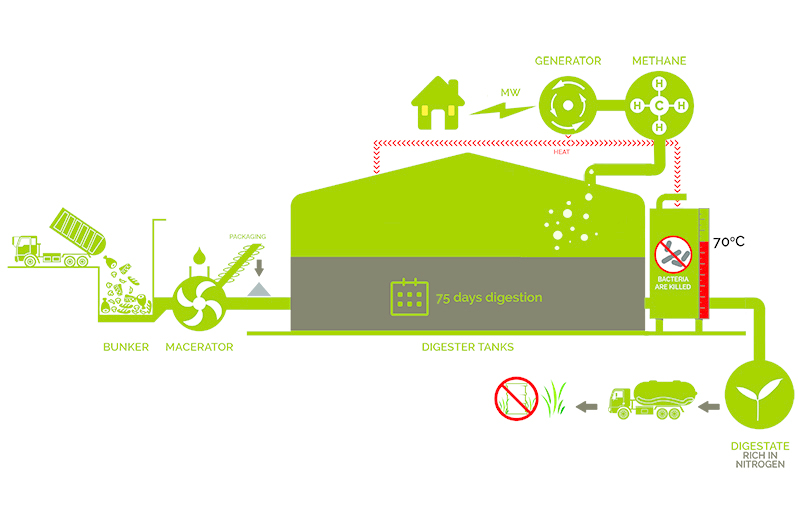 GENERATOR
METHANE
MW
H
H C H
H
HEAT
PACKAGING
70°C
BACTERIA
ARE KILLED
75 days digestion
BUNKER
MACERATOR
DIGESTER TANKS
DIGESTATE
RICH IN
NITROGEN